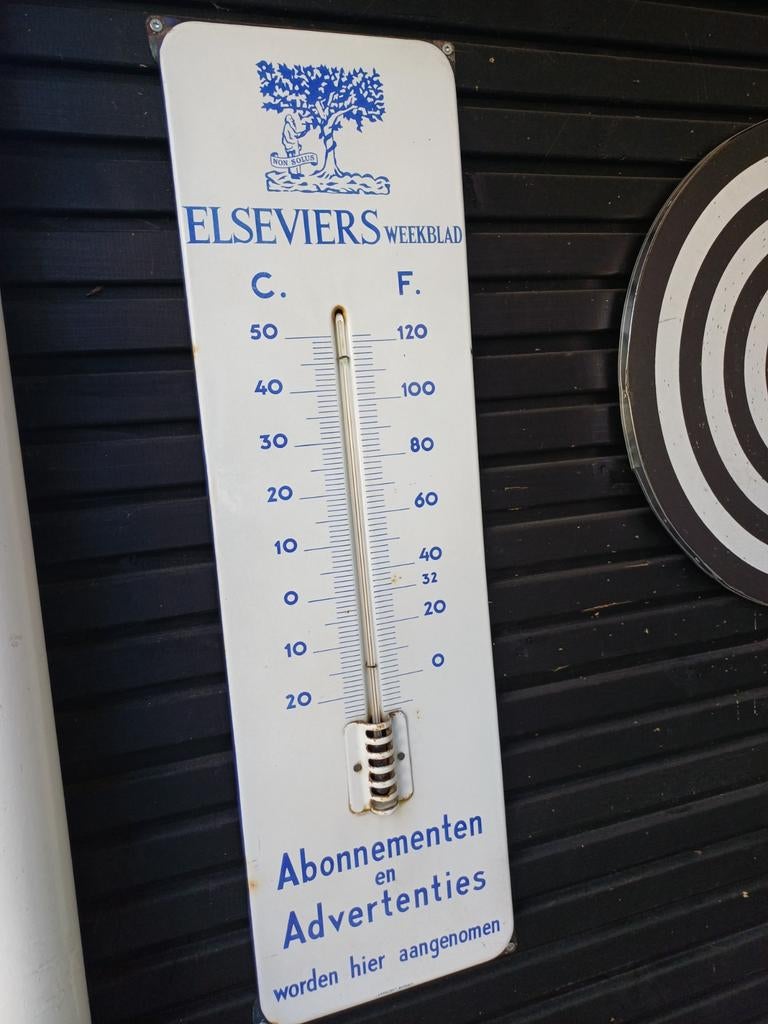 NON SOLUS
ELSEVIERS WEEKBLAD
C. F.
50 120
40 100
30 80
20 60
10 40
32
0 20
10 0
20
Abonnementen
en
Advertenties
worden hier aangenomen